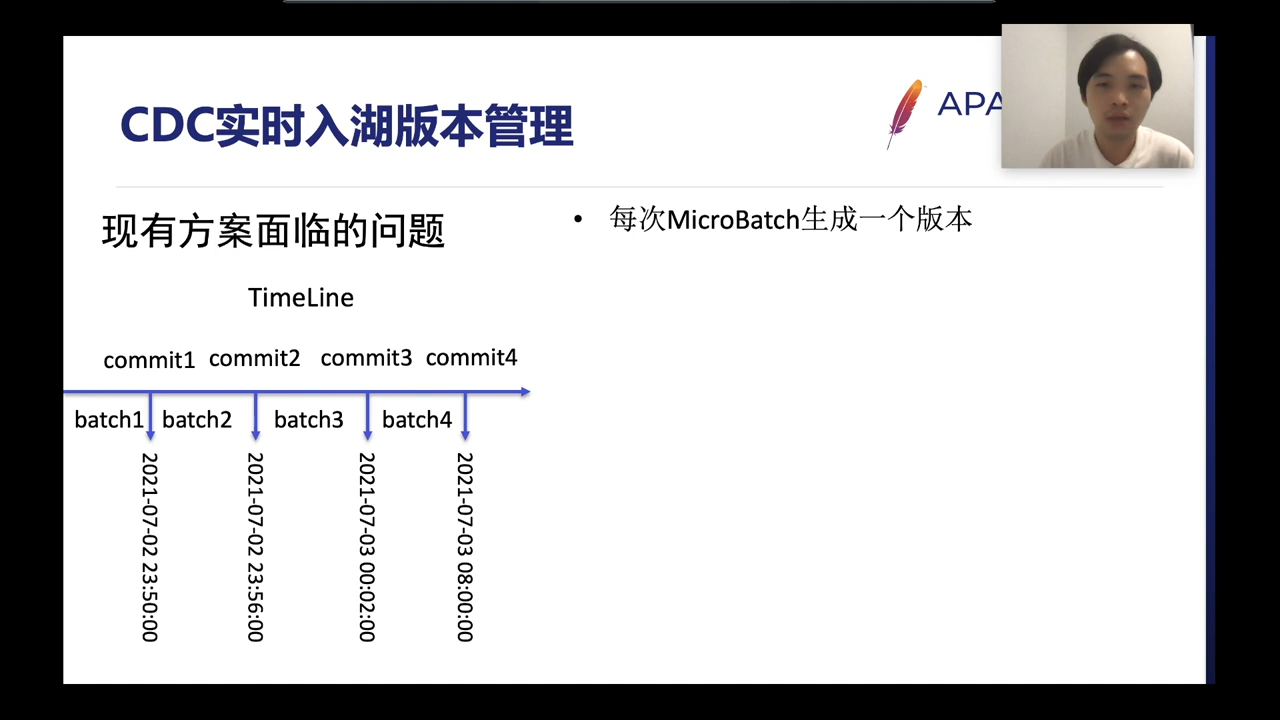 CDC实时入湖版本管理
APA
现有方案面临的问题
• 每次MicroBatch生成一个版本
TimeLine
commit1 commit2 commit3 commit4
batch1 batch2 batch3 batch4
2021-07-02 23:50:00
2021-07-02 23:56:00
2021-07-03 00:02:00
2021-07-03 08:00:00